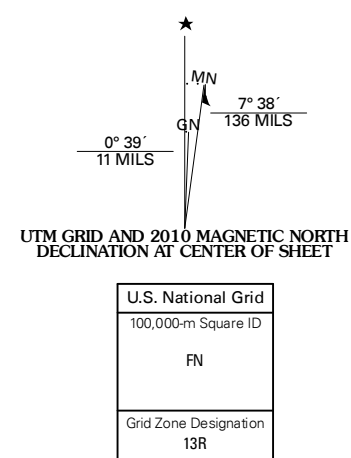 ★
MN
7° 38´
136 MILS
GN
0° 39´
11 MILS
UTM GRID AND 2010 MAGNETIC NORTH
DECLINATION AT CENTER OF SHEET
U.S. National Grid
100,000-m Square ID
FN
Grid Zone Designation
13R